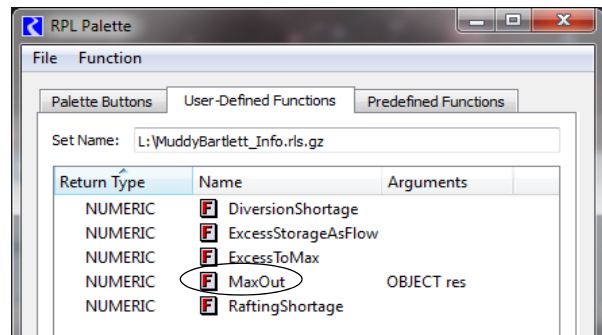 RPL Palette
File Function
Palette Buttons User-Defined Functions Predefined Functions
Set Name: L:\MuddyBartlett_Info.rls.gz
Return Type Name Arguments
NUMERIC F DiversionShortage
NUMERIC F ExcessStorageAsFlow
NUMERIC F ExcessToMax
NUMERIC F MaxOut OBJECT res
NUMERIC F RaftingShortage